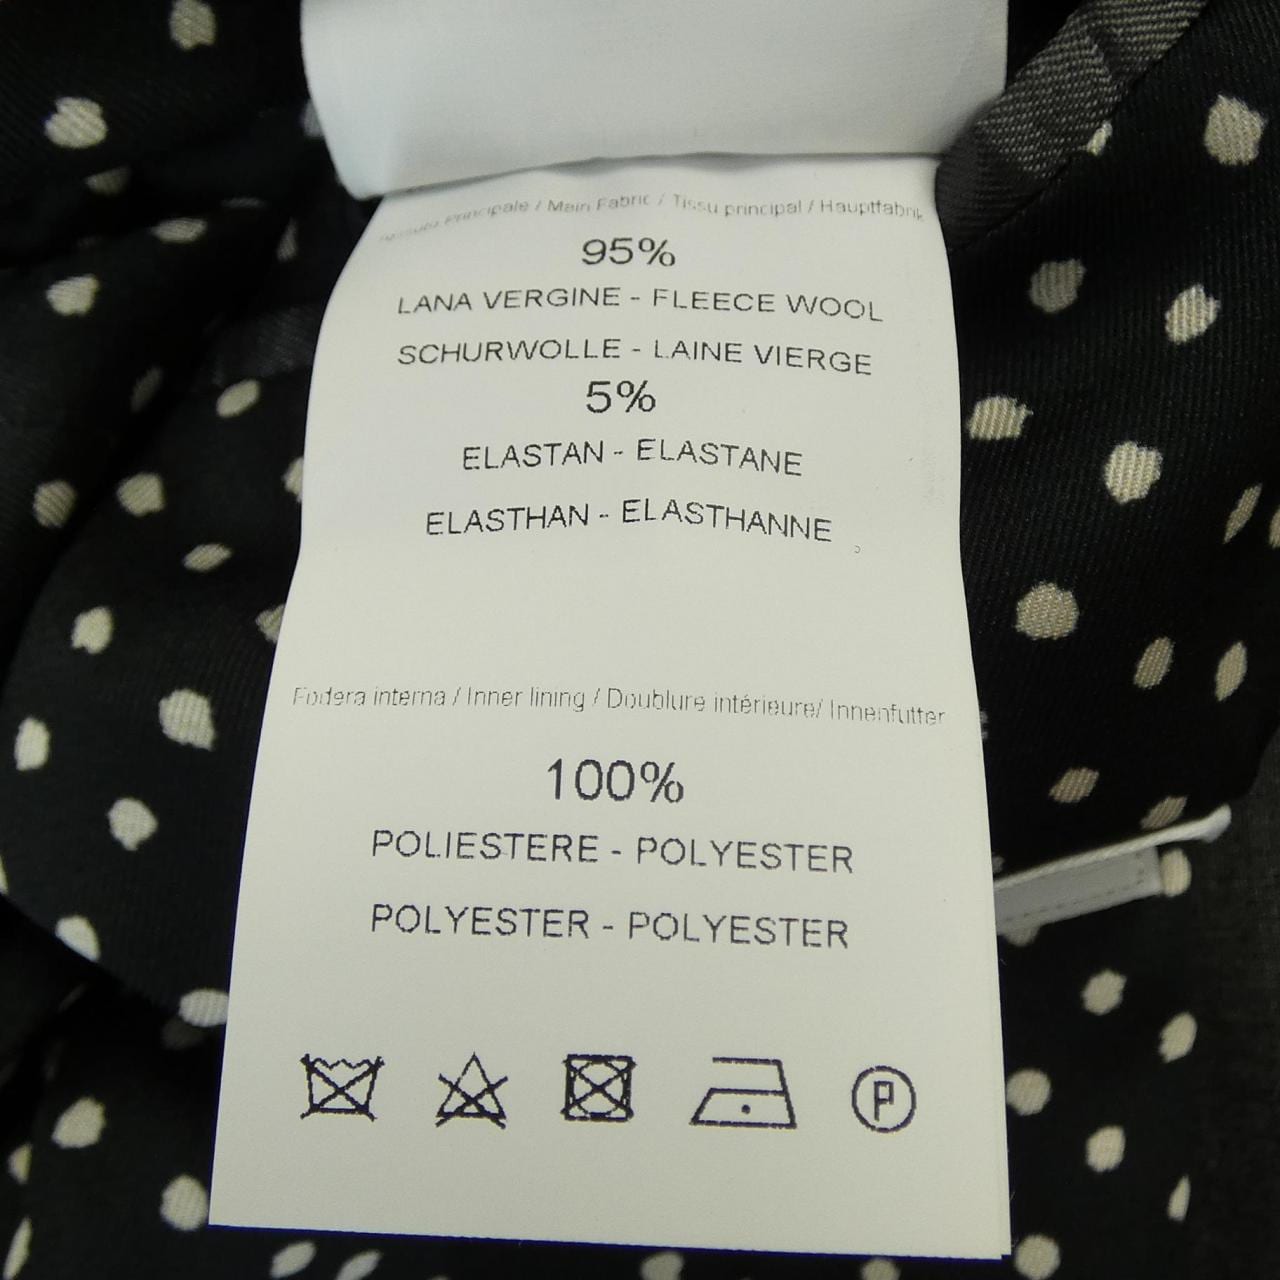 Tessuto Principale / Main Fabric / Tissu principal / Hauptfabrik
95%
LANA VERGINE - FLEECE WOOL
SCHURWOLLE - LAINE VIERGE
5%
ELASTAN - ELASTANE
ELASTHAN - ELASTHANNE
Fodera interna / Inner lining / Doublure intérieure/ Innenfutter
100%
POLIESTERE - POLYESTER
POLYESTER - POLYESTER
P